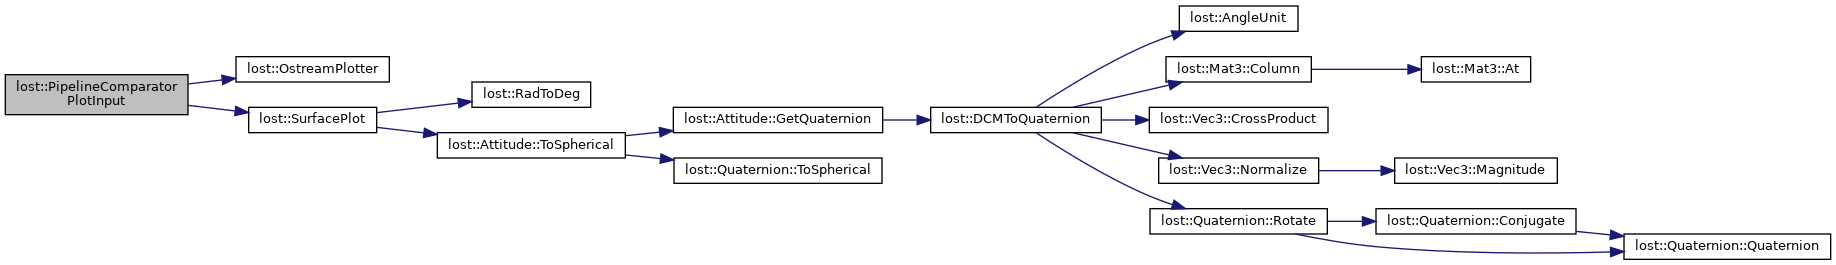 lost::PipelineComparator
PlotInput
lost::OstreamPlotter
lost::SurfacePlot
lost::RadToDeg
lost::Attitude::ToSpherical
lost::Attitude::GetQuaternion
lost::Quaternion::ToSpherical
lost::DCMToQuaternion
lost::AngleUnit
lost::Mat3::Column
lost::Mat3::At
lost::Vec3::CrossProduct
lost::Vec3::Normalize
lost::Vec3::Magnitude
lost::Quaternion::Rotate
lost::Quaternion::Conjugate
lost::Quaternion::Quaternion